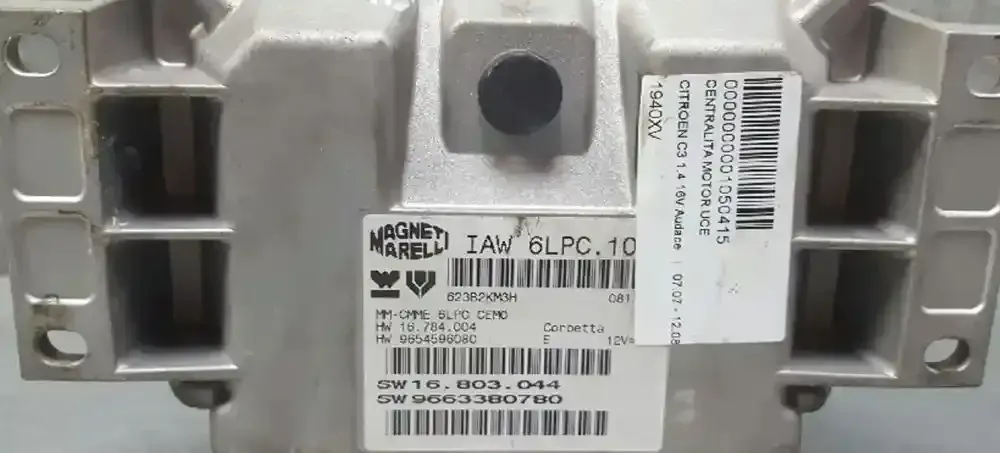 MAGNETI
MARELLI
IAW 6LPC.10
623B2KM3H 081
MM-CMME 6LPC CEMO
HW 16.784.004 Corbetta
HW 9654596080 E 12V
SW16.803.044
SW9663380780
0000000001050415
CENTRALITA MOTOR UCE
CITROEN C3 1.4 16V Audace | 07.07 - 12.08
1940XV